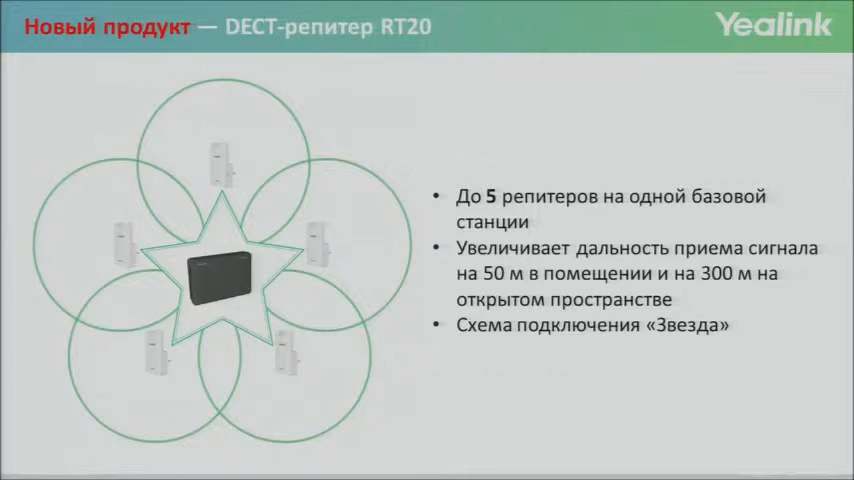 Новый продукт — DECT-репитер RT20
Yealink
• До 5 репитеров на одной базовой
станции
• Увеличивает дальность приема сигнала
на 50 м в помещении и на 300 м на
открытом пространстве
• Схема подключения «Звезда»